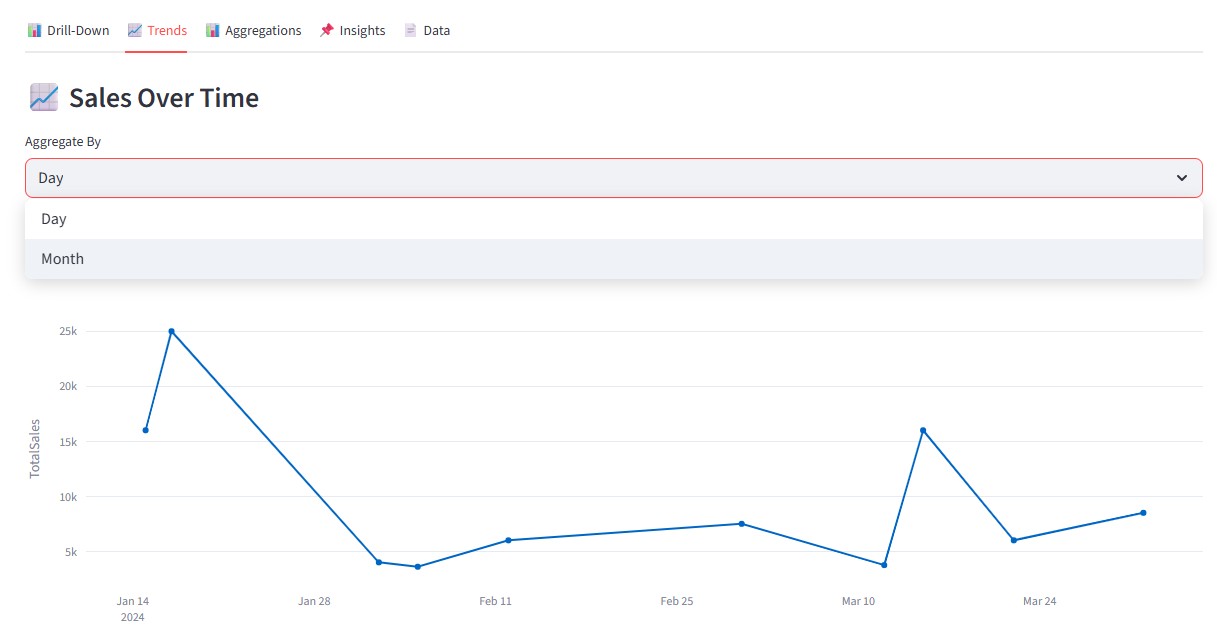 Drill-Down Trends Aggregations Insights Data
Sales Over Time
Aggregate By
Day
Day
Month
25k
20k
15k
10k
5k
TotalSales
Jan 14 Jan 28 Feb 11 Feb 25 Mar 10 Mar 24
2024